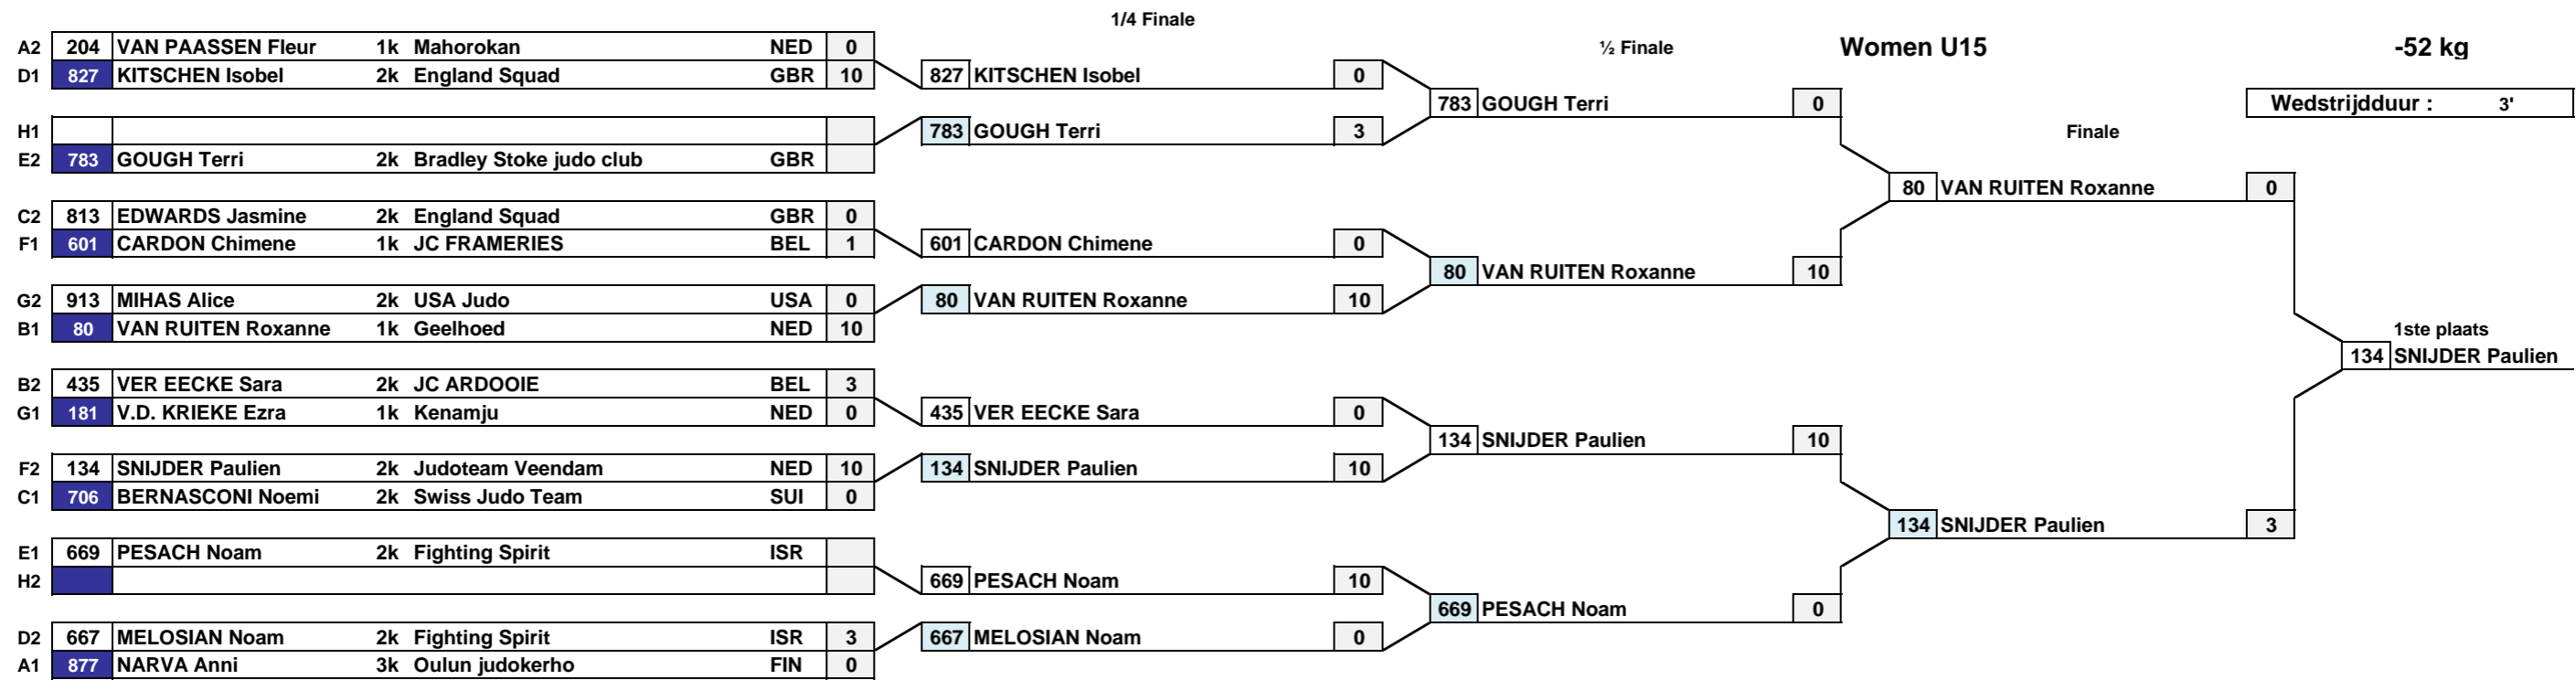 1/4 Finale
A2 204 VAN PAASSEN Fleur 1k Mahorokan NED 0
½ Finale Women U15 -52 kg
D1 827 KITSCHEN Isobel 2k England Squad GBR 10
827 KITSCHEN Isobel 0
783 GOUGH Terri 0
Wedstrijdduur : 3'
H1
783 GOUGH Terri 3
Finale
E2 783 GOUGH Terri 2k Bradley Stoke judo club GBR
80 VAN RUITEN Roxanne 0
C2 813 EDWARDS Jasmine 2k England Squad GBR 0
F1 601 CARDON Chimene 1k JC FRAMERIES BEL 1
601 CARDON Chimene 0
80 VAN RUITEN Roxanne 10
G2 913 MIHAS Alice 2k USA Judo USA 0
80 VAN RUITEN Roxanne 10
B1 80 VAN RUITEN Roxanne 1k Geelhoed NED 10
1ste plaats
134 SNIJDER Paulien
B2 435 VER EECKE Sara 2k JC ARDOOIE BEL 3
G1 181 V.D. KRIEKE Ezra 1k Kenamju NED 0
435 VER EECKE Sara 0
134 SNIJDER Paulien 10
F2 134 SNIJDER Paulien 2k Judoteam Veendam NED 10
134 SNIJDER Paulien 10
C1 706 BERNASCONI Noemi 2k Swiss Judo Team SUI 0
134 SNIJDER Paulien 3
E1 669 PESACH Noam 2k Fighting Spirit ISR
H2
669 PESACH Noam 10
669 PESACH Noam 0
D2 667 MELOSIAN Noam 2k Fighting Spirit ISR 3
667 MELOSIAN Noam 0
A1 877 NARVA Anni 3k Oulun judokerho FIN 0